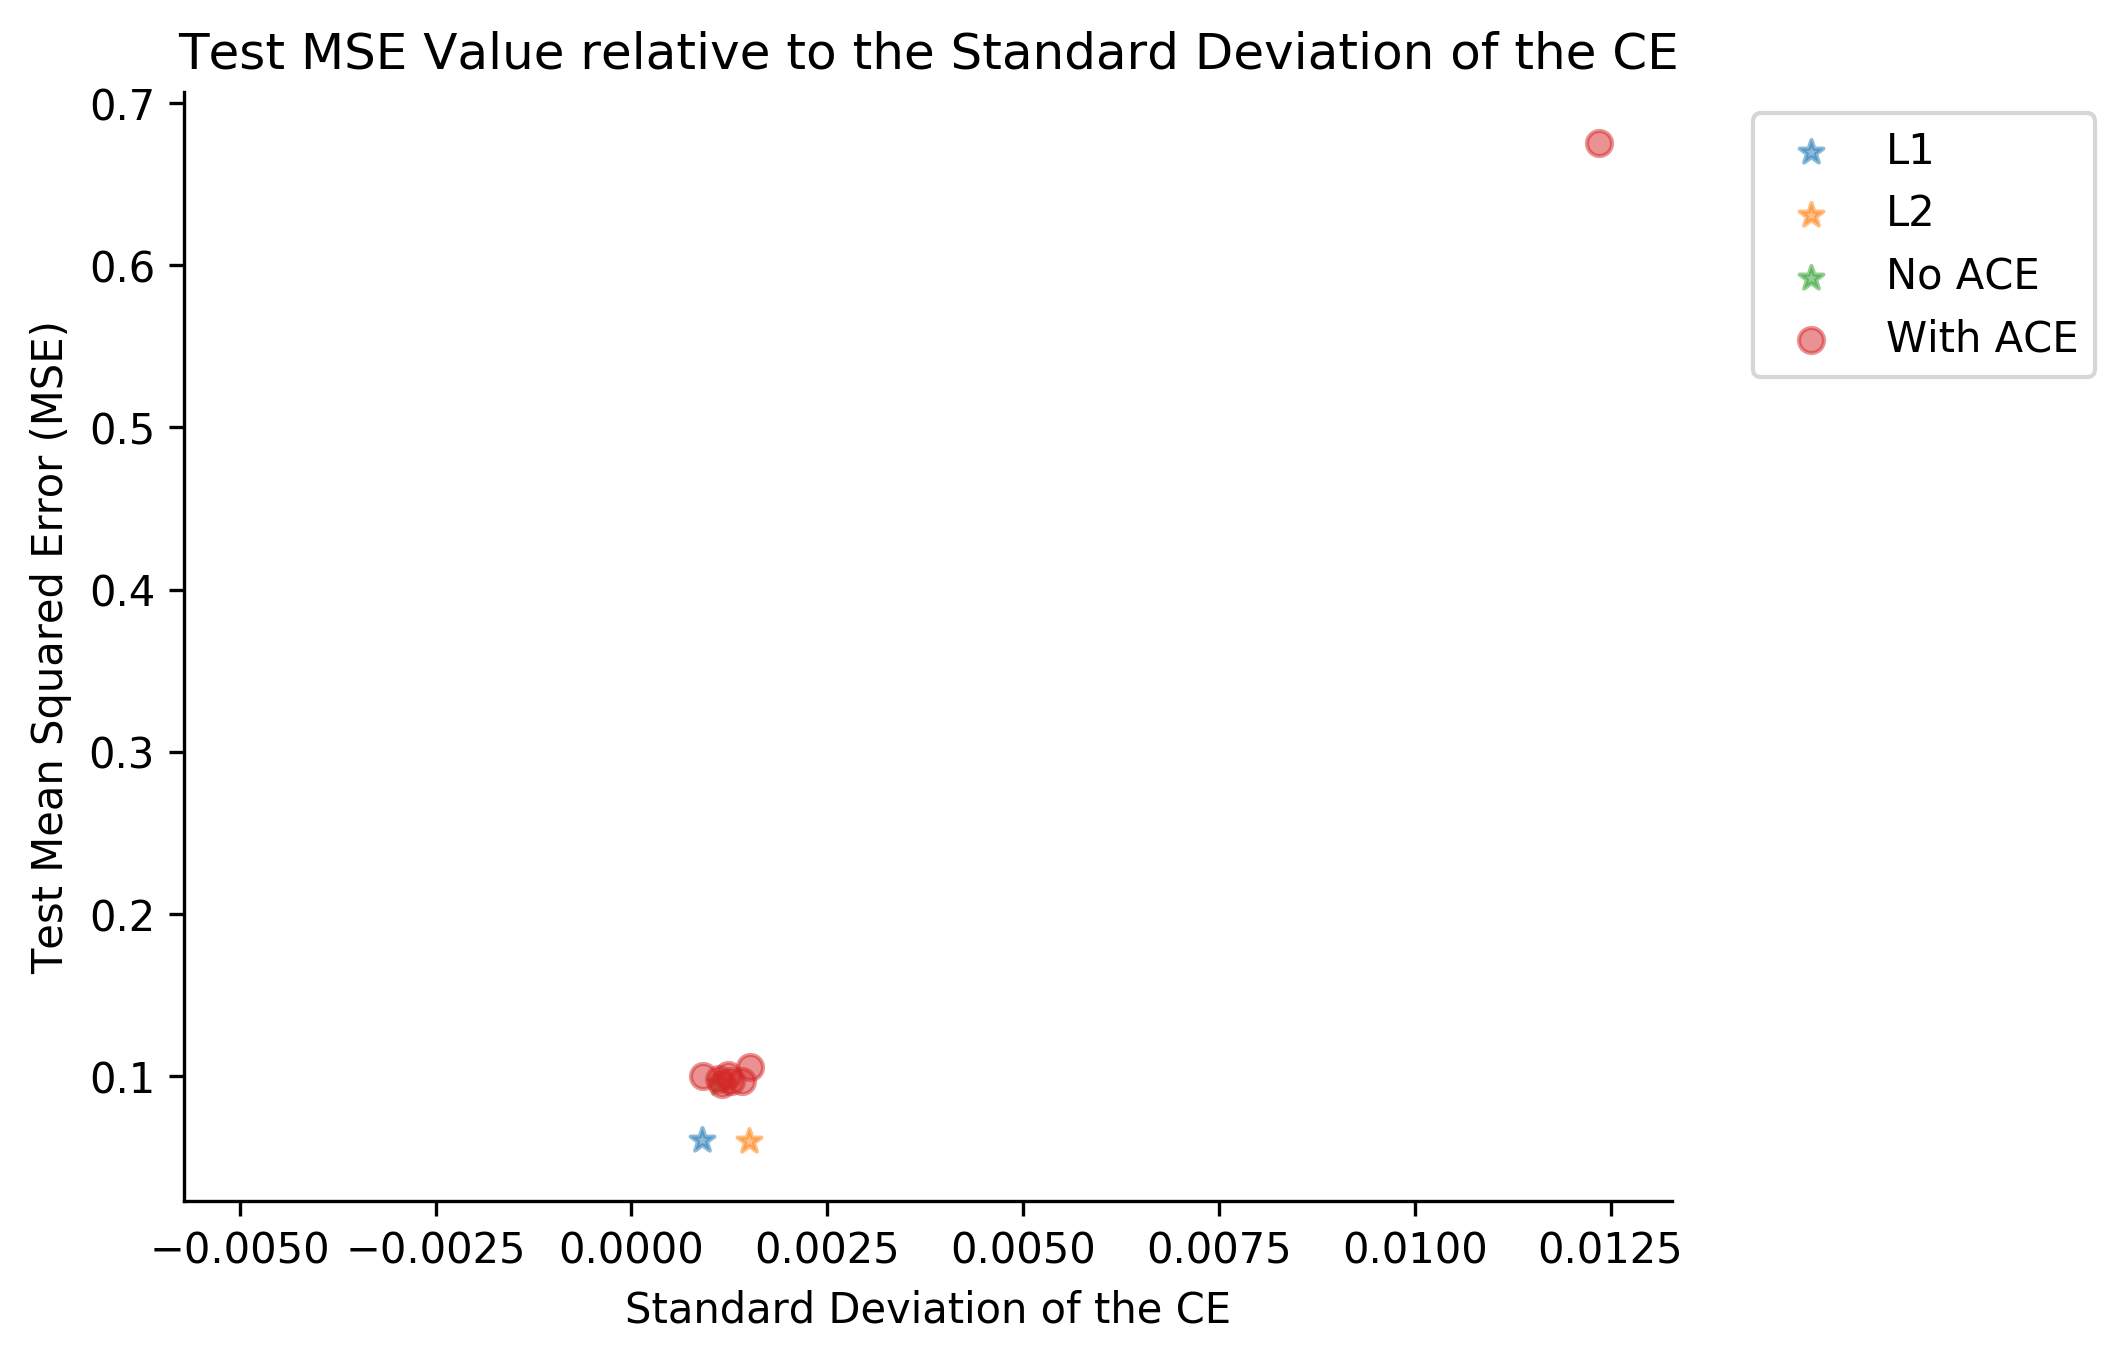 Test MSE Value relative to the Standard Deviation of the CE
0.7
0.6
0.5
0.4
0.3
0.2
0.1
Test Mean Squared Error (MSE)
−0.0050 −0.0025 0.0000 0.0025 0.0050 0.0075 0.0100 0.0125
Standard Deviation of the CE
L1
L2
No ACE
With ACE